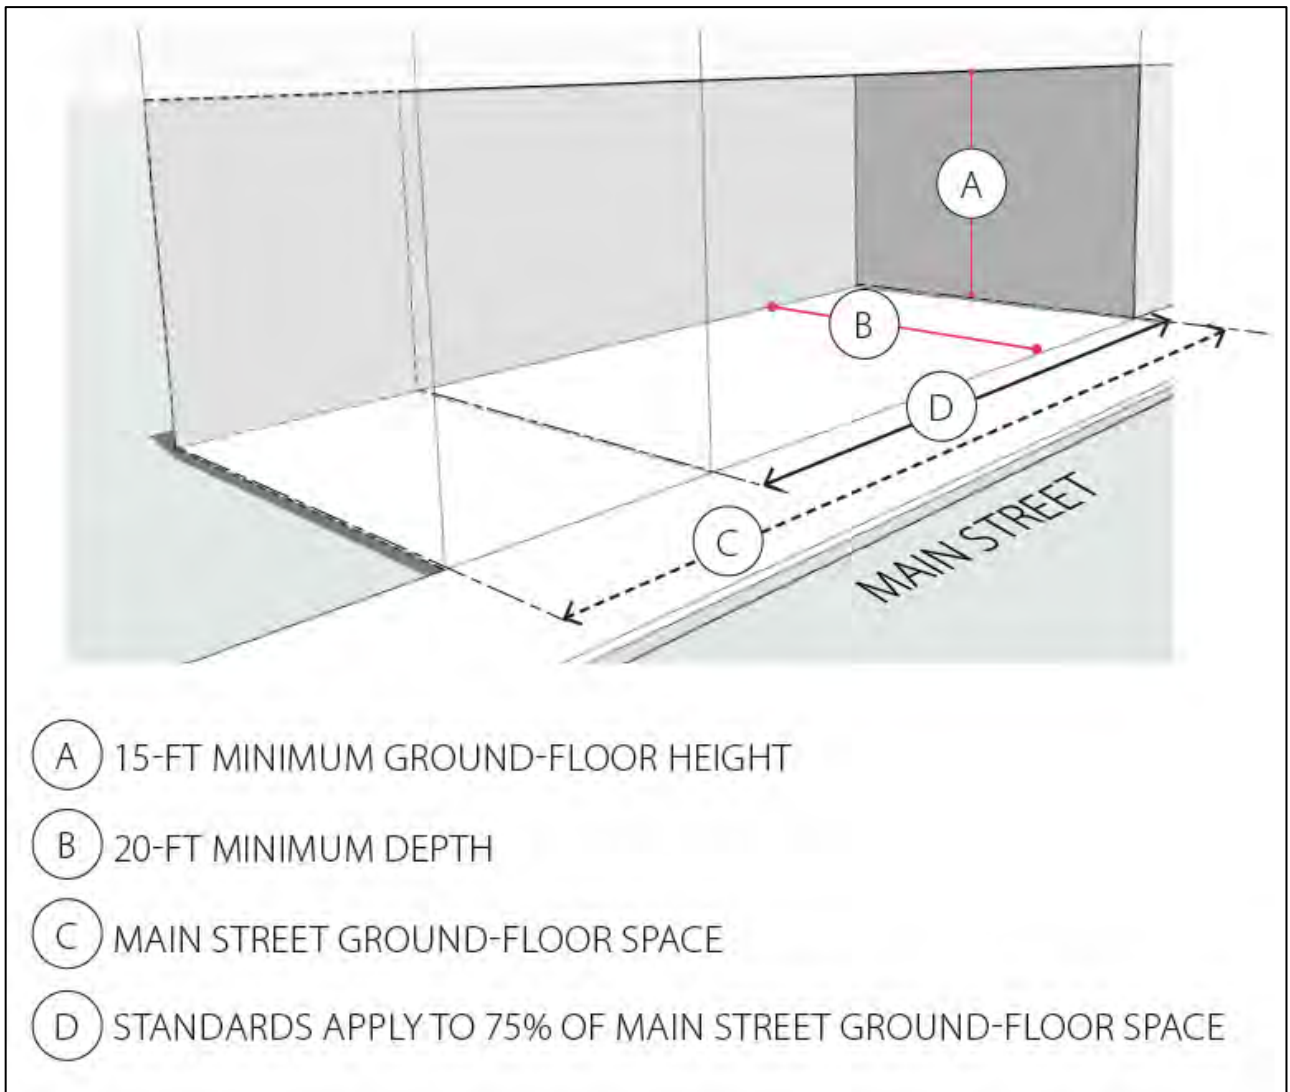 A
B
D
C
MAIN STREET
A 15-FT MINIMUM GROUND-FLOOR HEIGHT
B 20-FT MINIMUM DEPTH
C MAIN STREET GROUND-FLOOR SPACE
D STANDARDS APPLY TO 75% OF MAIN STREET GROUND-FLOOR SPACE